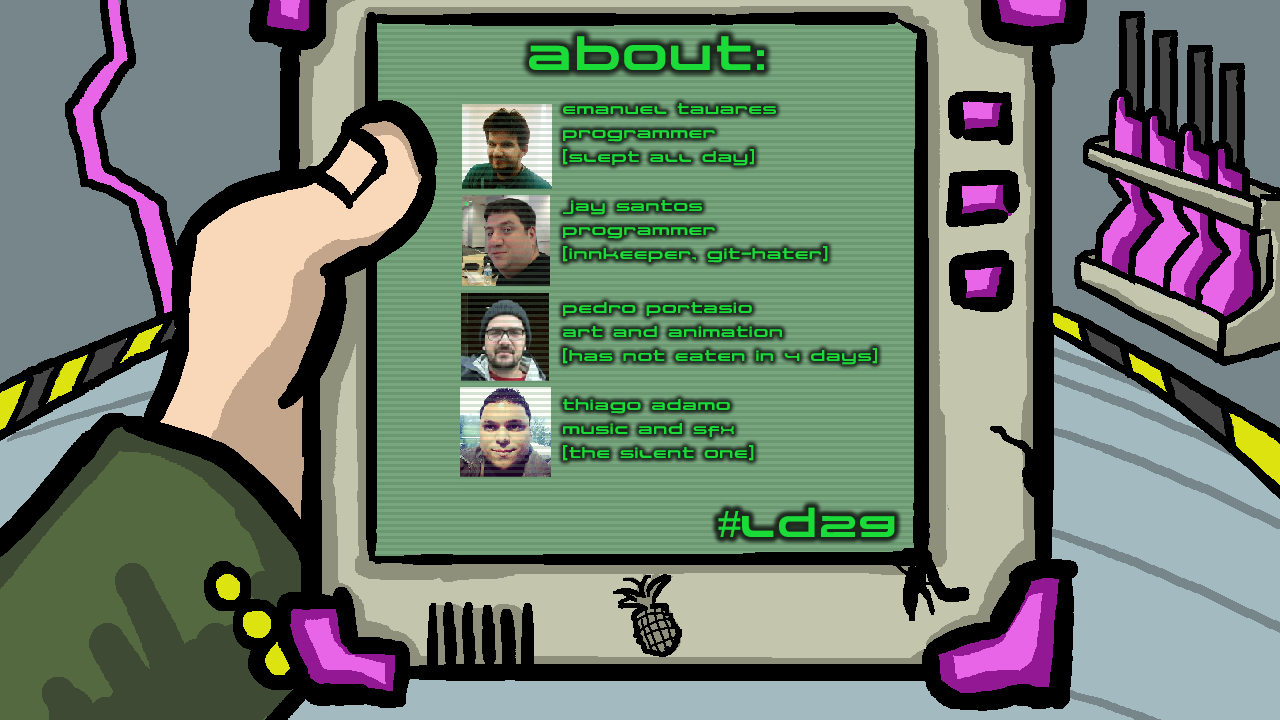 about:
emanuel tavares
programmer
[slept all day]
jay santos
programmer
[innkeeper, git-hater]
pedro portasio
art and animation
[has not eaten in 4 days]
thiago adamo
music and sfx
[the silent one]
#LD29